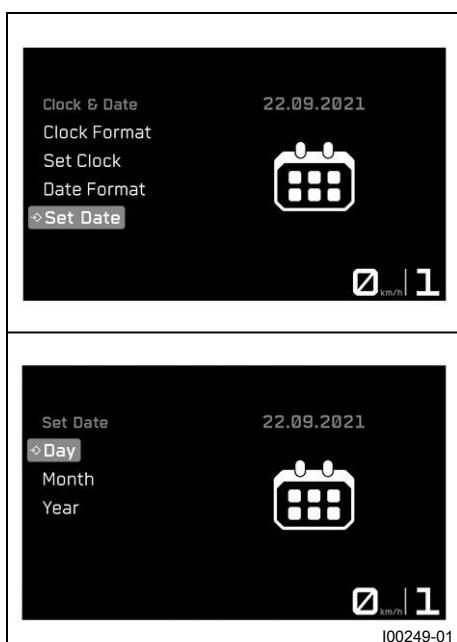 Clock & Date 22.09.2021
Clock Format
Set Clock
Date Format
Set Date
0 km/h 1
Set Date 22.09.2021
Day
Month
Year
0 km/h 1
I00249-01